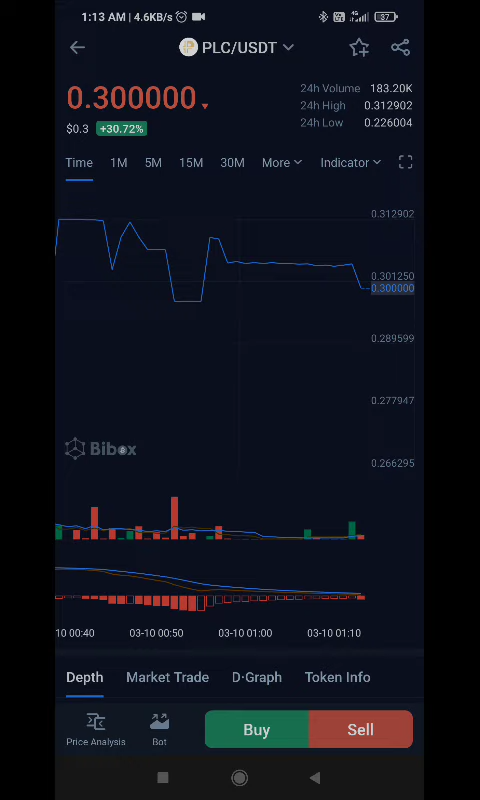 1:13 AM | 4.6KB/s
4G
37
PLC/USDT
0.300000
$0.3 +30.72%
24h Volume 183.20K
24h High 0.312902
24h Low 0.226004
Time 1M 5M 15M 30M More Indicator
0.312902
0.301250
0.300000
0.289599
0.277947
0.266295
Bibox
10 00:40 03-10 00:50 03-10 01:00 03-10 01:10
Depth Market Trade D·Graph Token Info
Price Analysis Bot Buy Sell